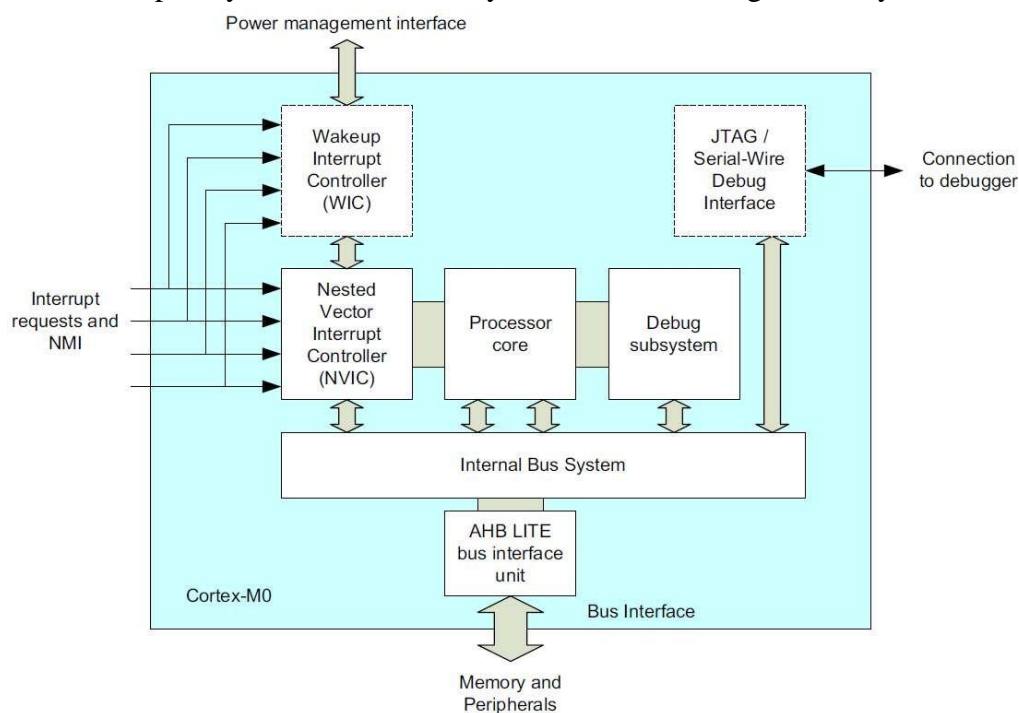 Power management interface
Wakeup
Interrupt
Controller
(WIC)
JTAG /
Serial-Wire
Debug
Interface
Connection
to debugger
Interrupt
requests and
NMI
Nested
Vector
Interrupt
Controller
(NVIC)
Processor
core
Debug
subsystem
Internal Bus System
AHB LITE
bus interface
unit
Cortex-M0
Bus Interface
Memory and
Peripherals